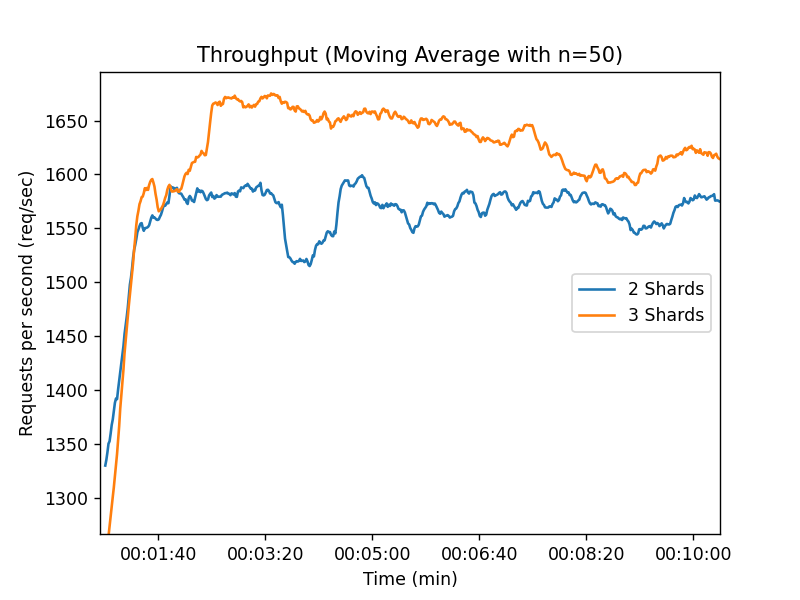 Throughput (Moving Average with n=50)
Requests per second (req/sec)
1650
1600
1550
1500
1450
1400
1350
1300
2 Shards
3 Shards
00:01:40 00:03:20 00:05:00 00:06:40 00:08:20 00:10:00
Time (min)